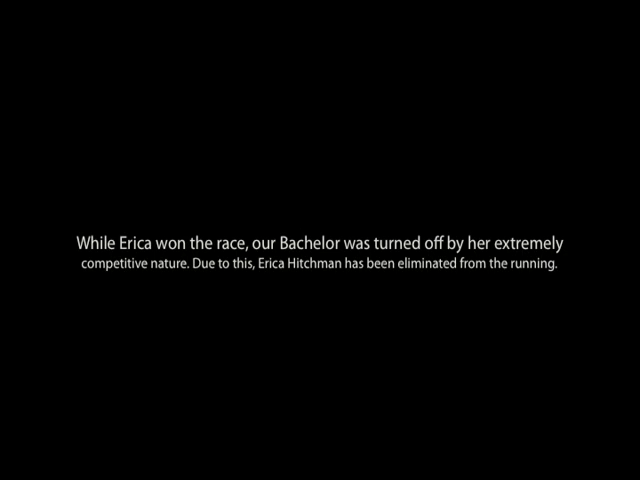 While Erica won the race, our Bachelor was turned off by her extremely
competitive nature. Due to this, Erica Hitchman has been eliminated from the running.